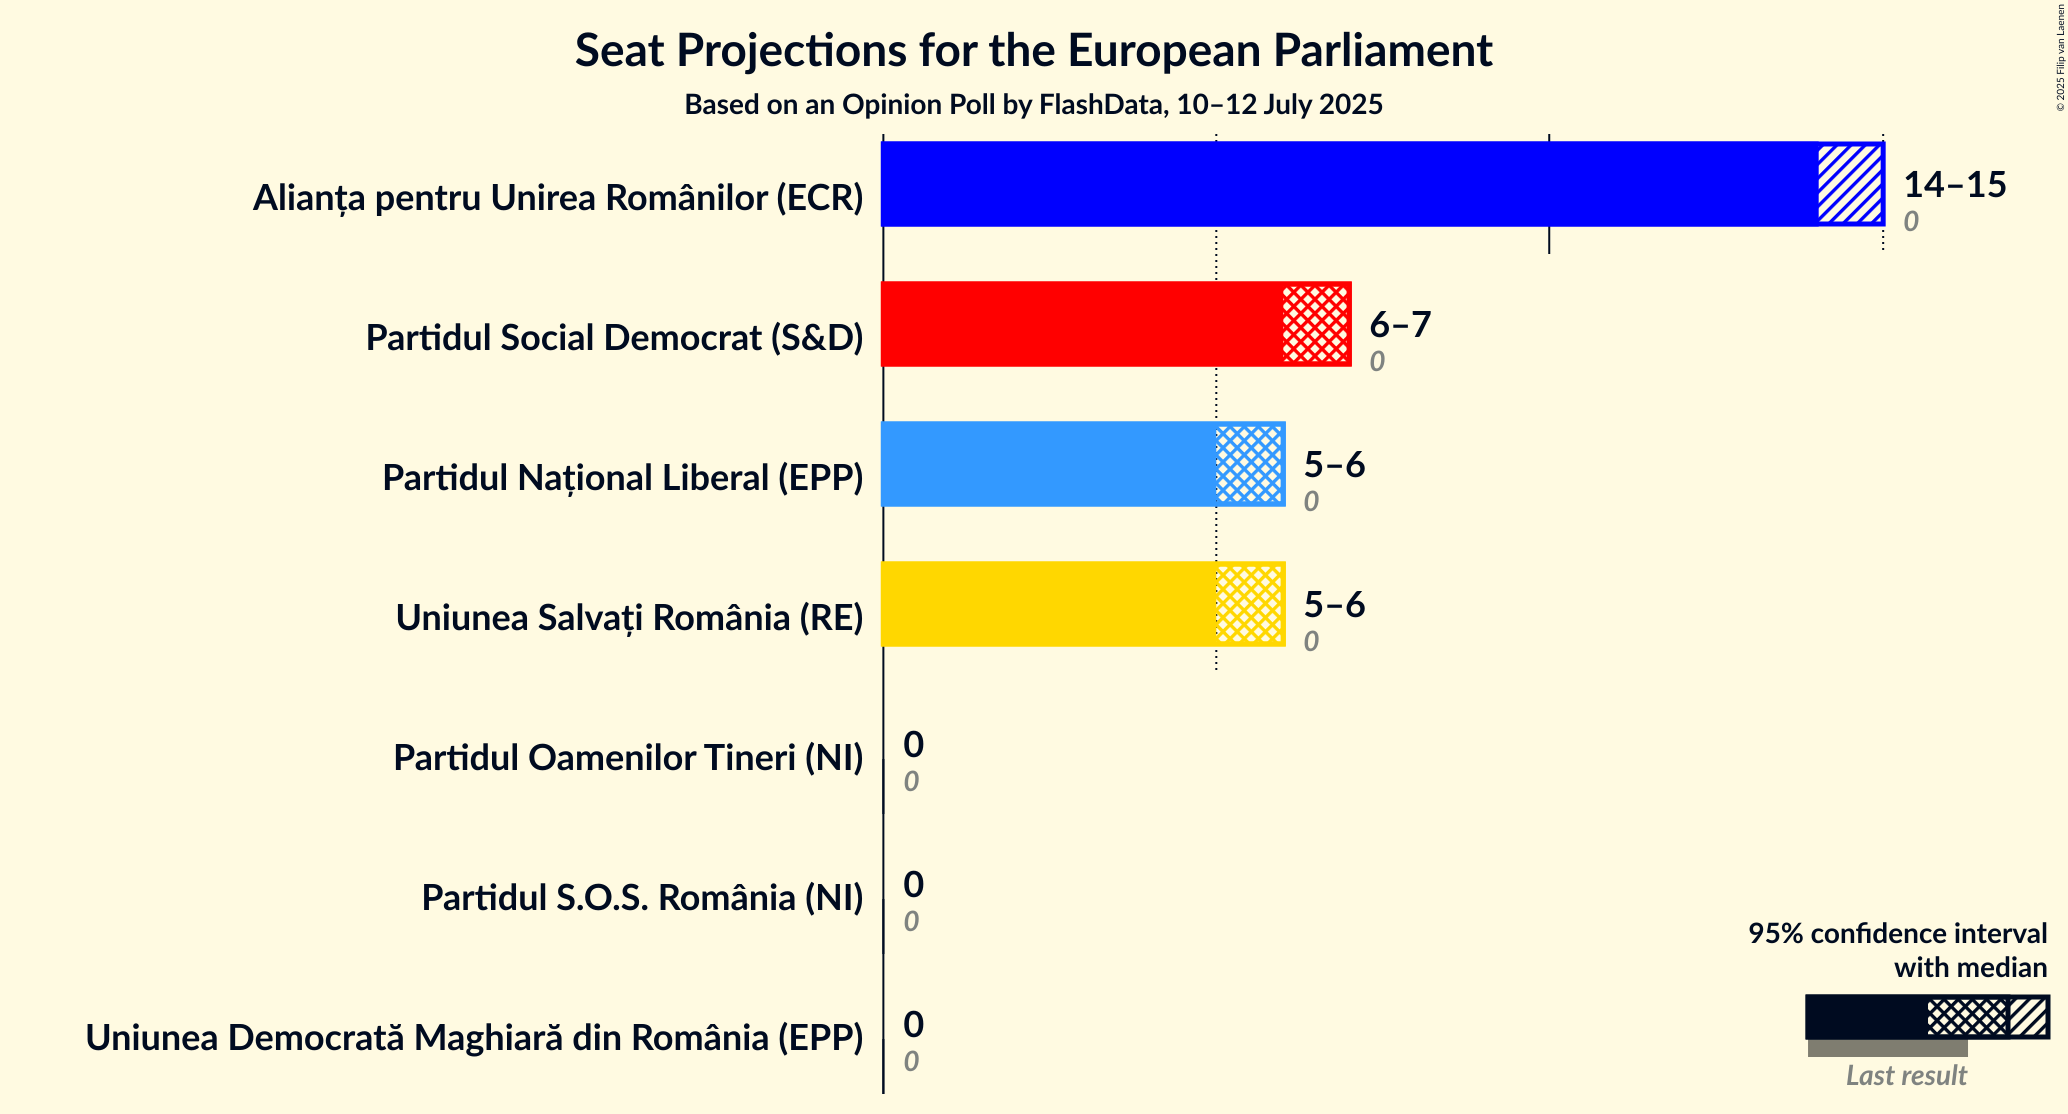 Seat Projections for the European Parliament
Based on an Opinion Poll by FlashData, 10–12 July 2025
© 2025 Filip van Laenen
Alianța pentru Unirea Românilor (ECR)
14–15
0
Partidul Social Democrat (S&D)
6–7
0
Partidul Național Liberal (EPP)
5–6
0
Uniunea Salvați România (RE)
5–6
0
Partidul Oamenilor Tineri (NI)
0
0
Partidul S.O.S. România (NI)
0
0
Uniunea Democrată Maghiară din România (EPP)
0
0
95% confidence interval
with median
Last result